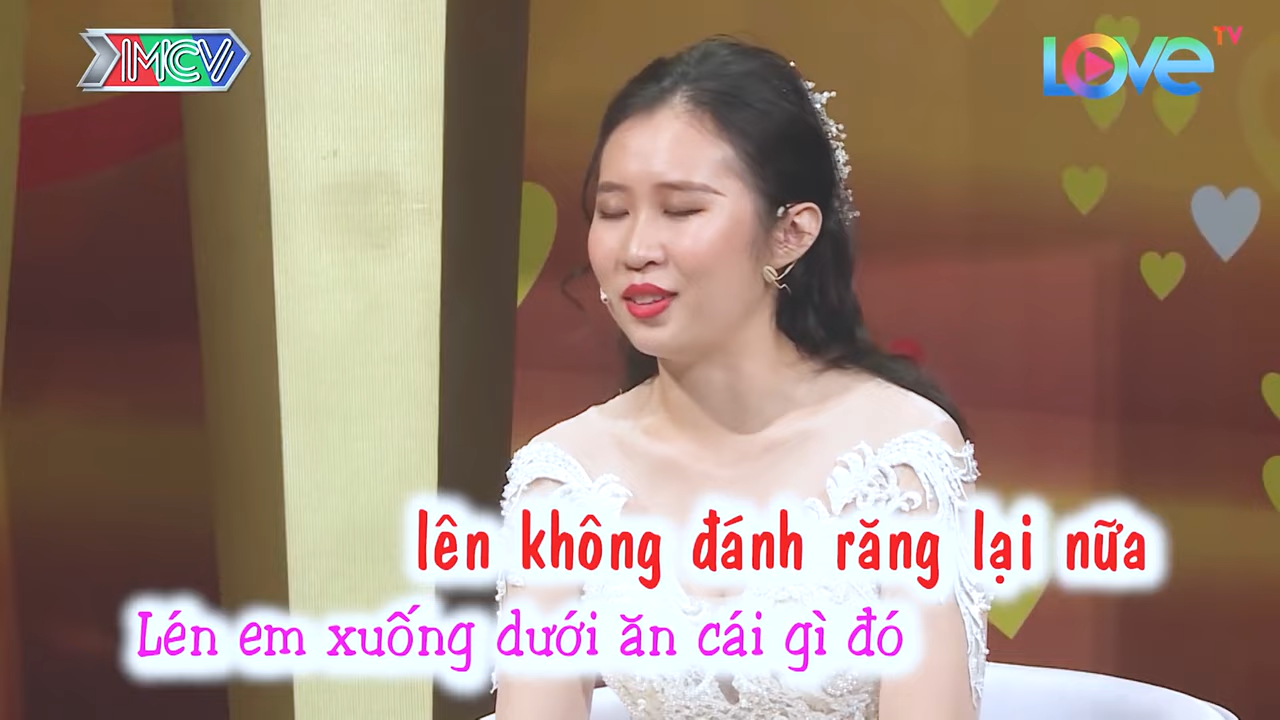 MCV
LOVE TV
lên không đánh răng lại nữa
Lén em xuống dưới ăn cái gì đó